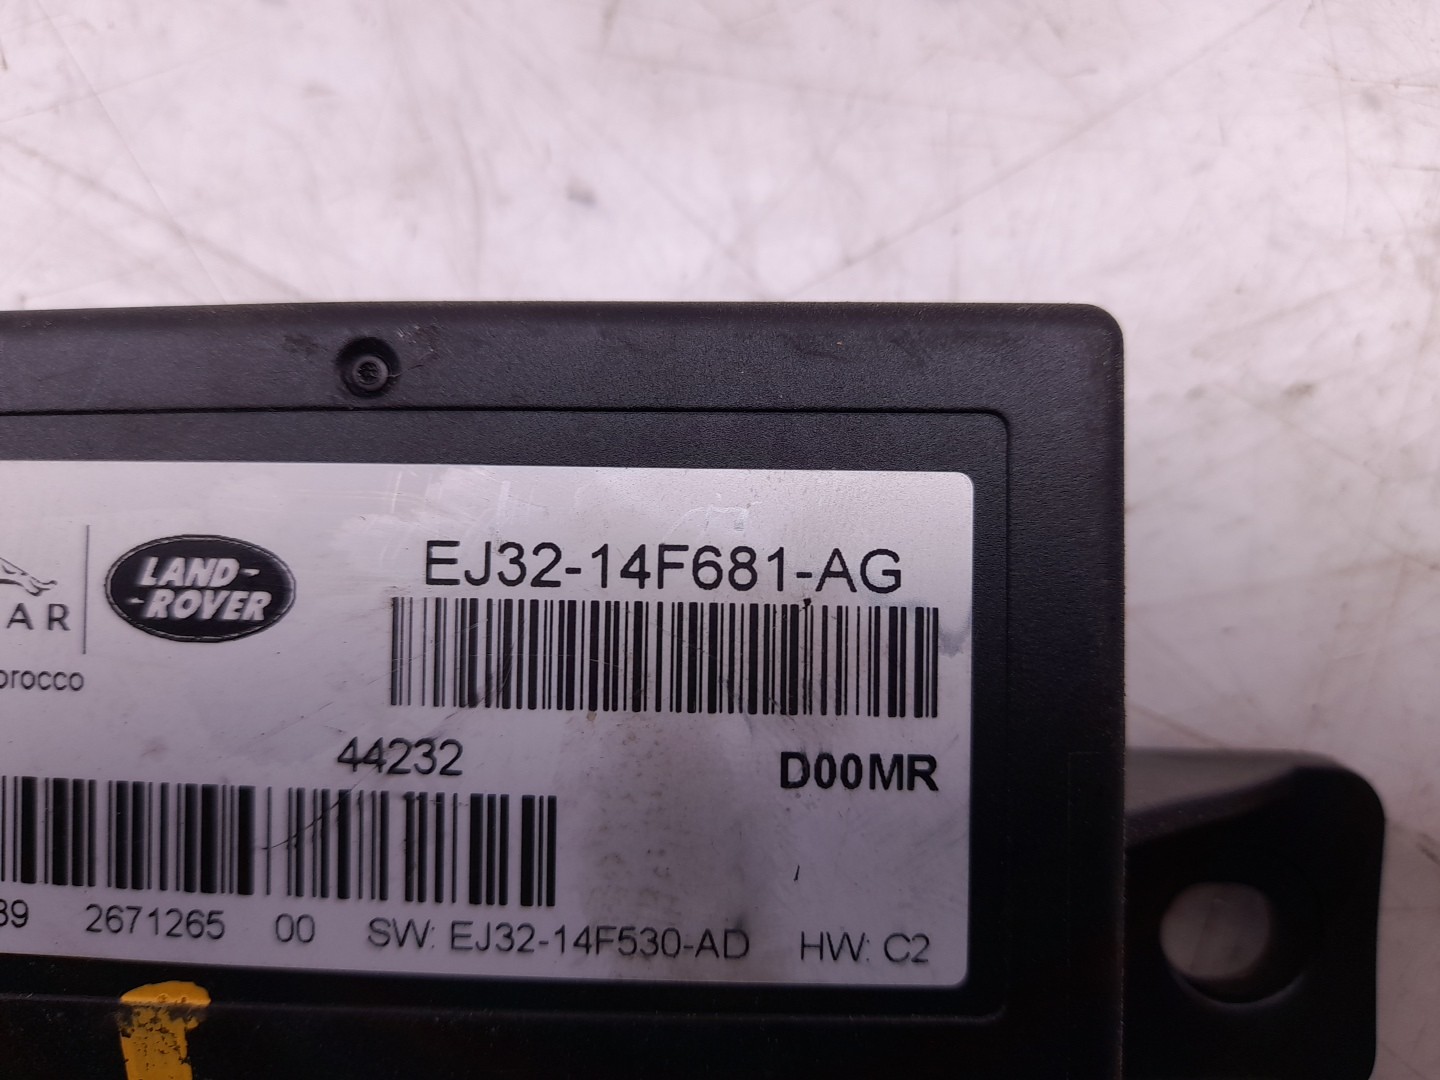 EJ32-14F681-AG
LAND-
-ROVER
AR
orocco
44232
D00MR
39 2671265 00 SW: EJ32-14F530-AD HW: C2